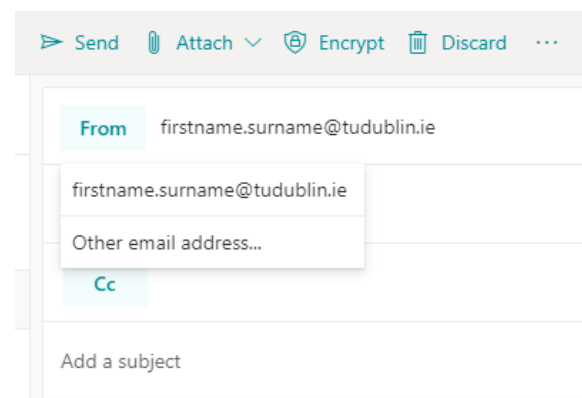 Send Attach Encrypt Discard ...
From firstname.surname@tudublin.ie
firstname.surname@tudublin.ie
Other email address...
Cc
Add a subject